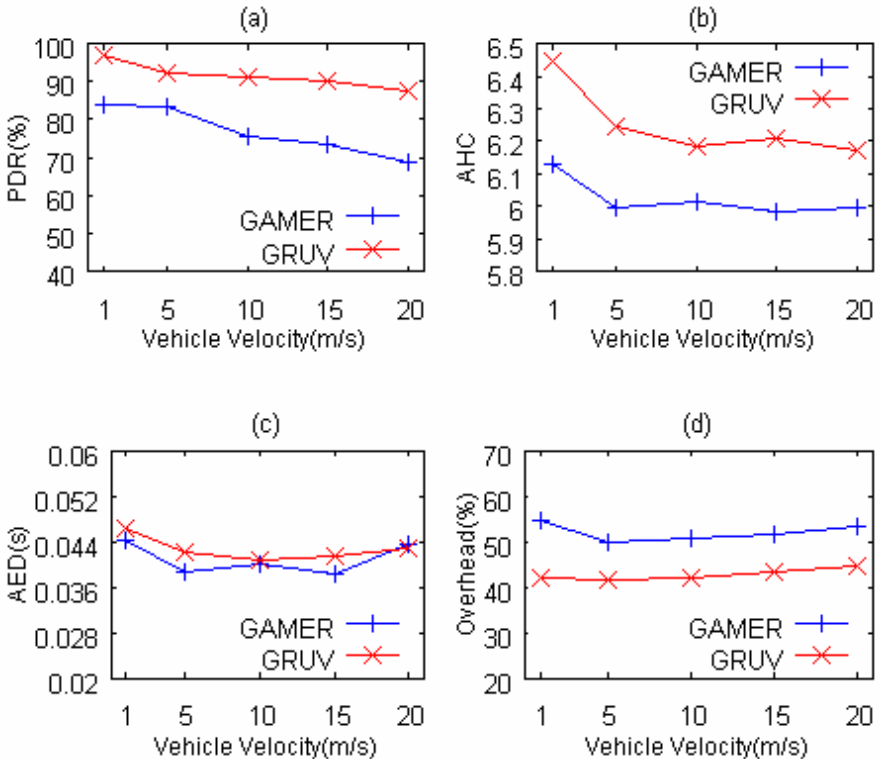 (a)
PDR(%)
100
90
80
70
60
50
40
GAMER
GRUV
1 5 10 15 20
Vehicle Velocity(m/s)
(b)
AHC
6.5
6.4
6.3
6.2
6.1
6
5.9
5.8
GAMER
GRUV
1 5 10 15 20
Vehicle Velocity(m/s)
(c)
AED(s)
0.06
0.052
0.044
0.036
0.028
0.02
GAMER
GRUV
1 5 10 15 20
Vehicle Velocity(m/s)
(d)
Overhead(%)
70
60
50
40
30
20
GAMER
GRUV
1 5 10 15 20
Vehicle Velocity(m/s)